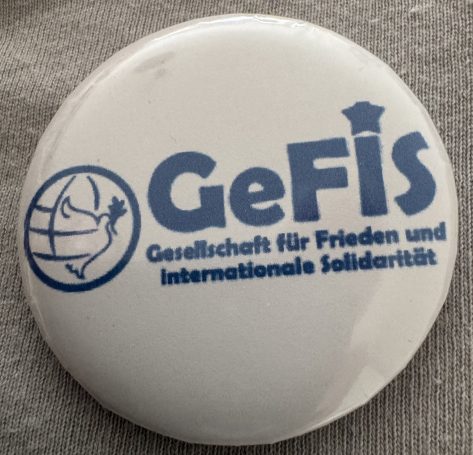 GeFiS
Gesellschaft für Frieden und
internationale Solidarität